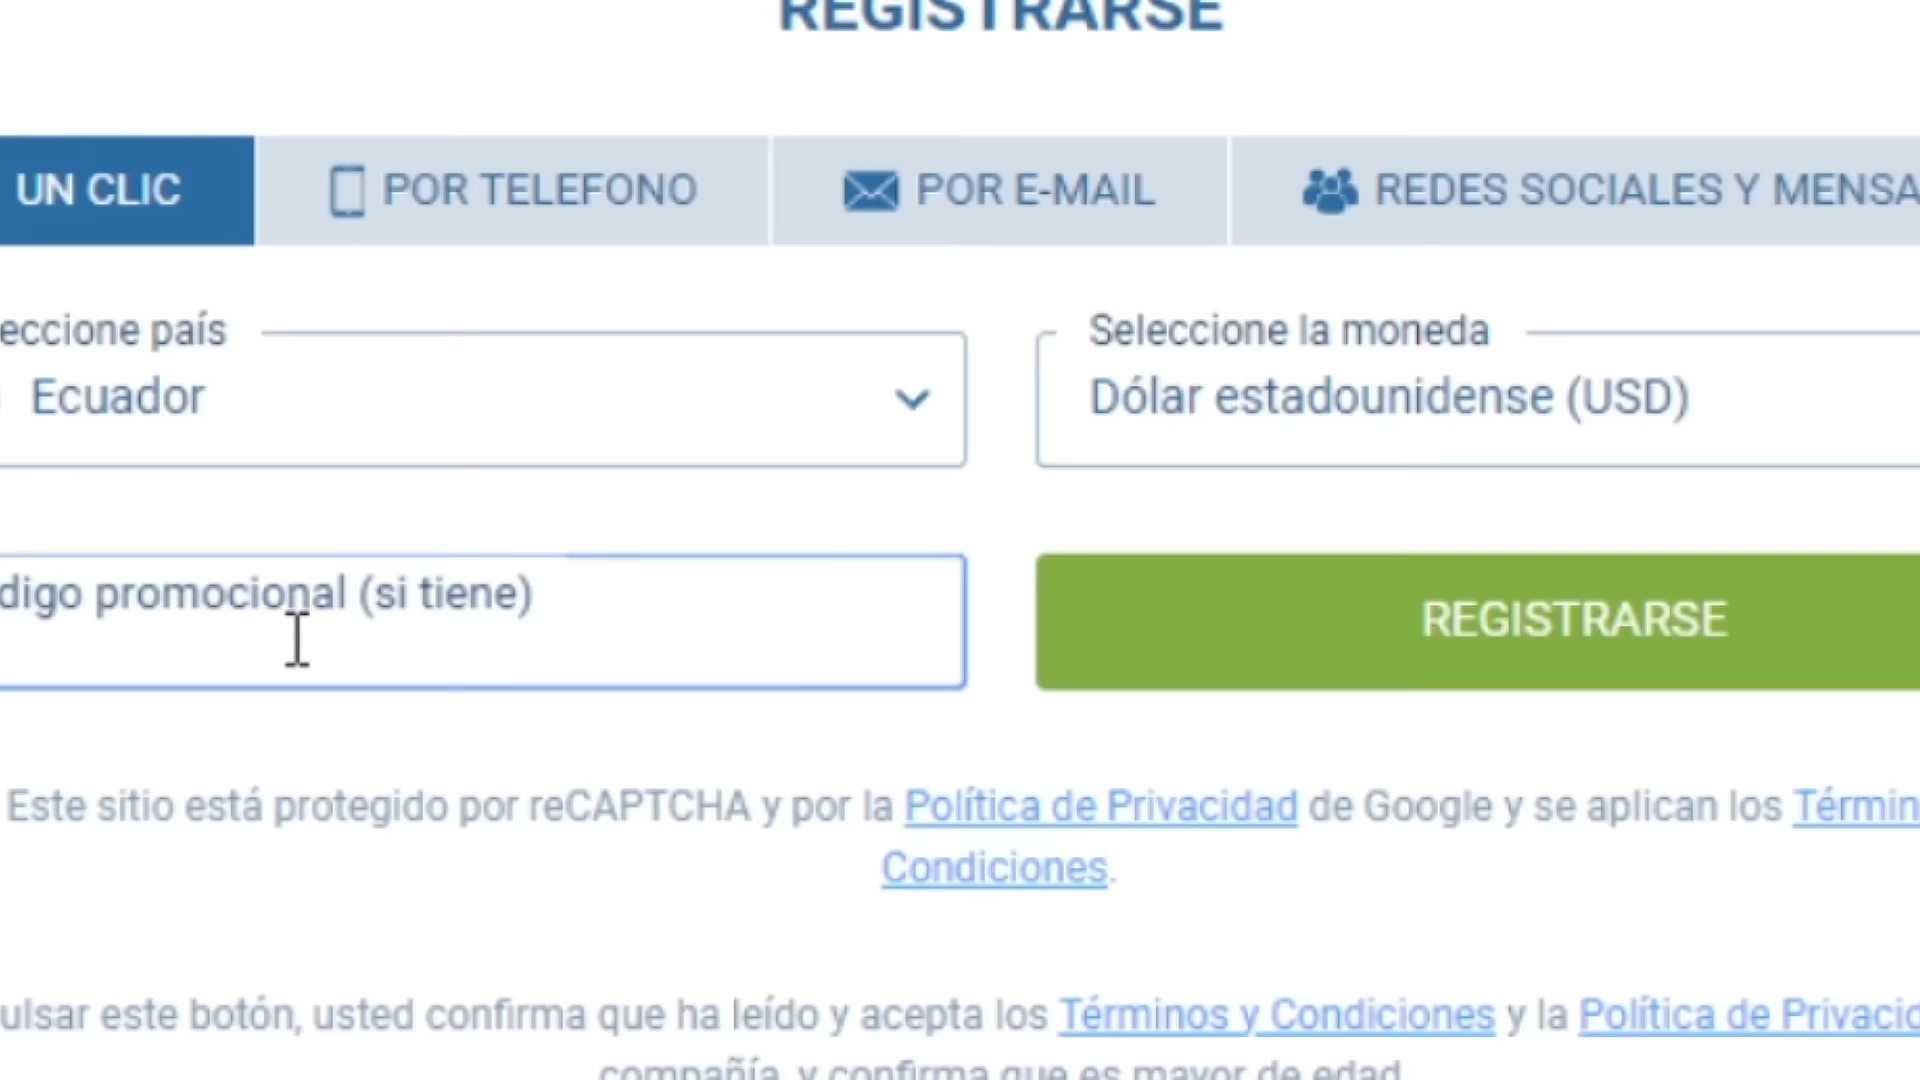 REGISTRARSE
UN CLIC
POR TELEFONO
POR E-MAIL
REDES SOCIALES Y MENSA
eccione país
Ecuador
Seleccione la moneda
Dólar estadounidense (USD)
digo promocional (si tiene)
REGISTRARSE
Este sitio está protegido por reCAPTCHA y por la Política de Privacidad de Google y se aplican los Términ
Condiciones.
ulsar este botón, usted confirma que ha leído y acepta los Términos y Condiciones y la Política de Privacid
compañía, y confirma que es mayor de edad